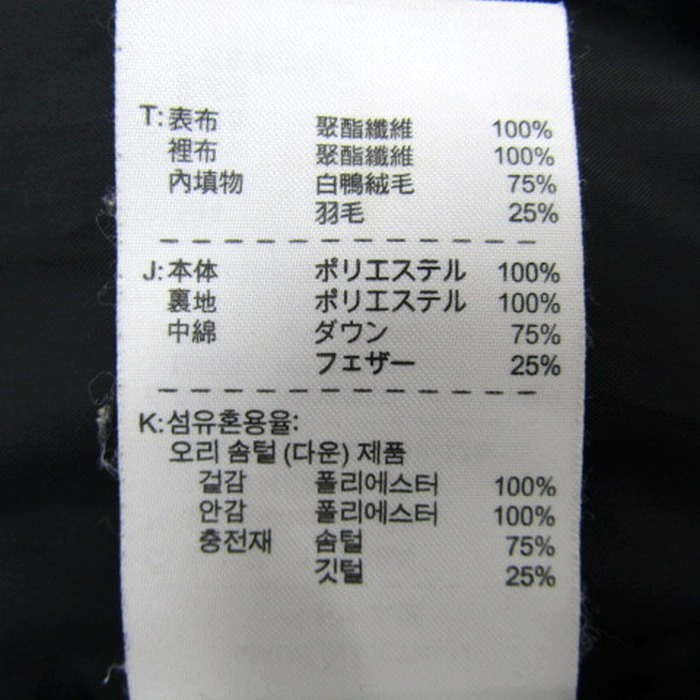 T: 表布 聚酯纖維 100%
裡布 聚酯纖維 100%
內填物 白鴨絨毛 75%
羽毛 25%
J: 本体 ポリエステル 100%
裏地 ポリエステル 100%
中綿 ダウン 75%
フェザー 25%
K: 섬유혼용율:
오리 솜털 (다운) 제품
겉감 폴리에스터 100%
안감 폴리에스터 100%
충전재 솜털 75%
깃털 25%